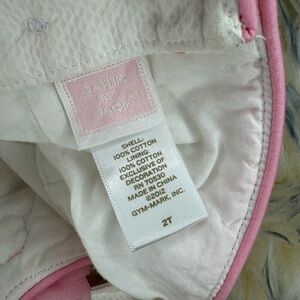 JANIE
AND
JACK
SHELL:
100% COTTON
LINING:
100% COTTON
EXCLUSIVE OF
DECORATION
RN 70530
MADE IN CHINA
©2012
GYM-MARK, INC.
2T